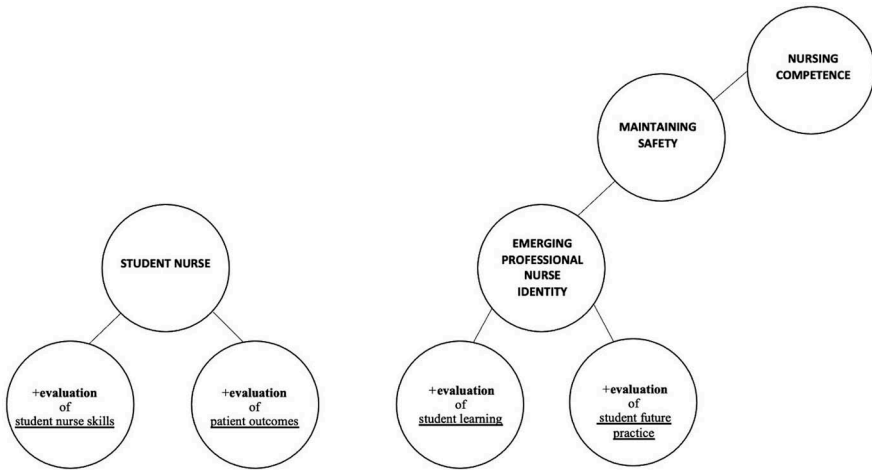 NURSING
COMPETENCE
MAINTAINING
SAFETY
EMERGING
PROFESSIONAL
NURSE
IDENTITY
STUDENT NURSE
+evaluation
of
student nurse skills
+evaluation
of
patient outcomes
+evaluation
of
student learning
+evaluation
of
student future
practice